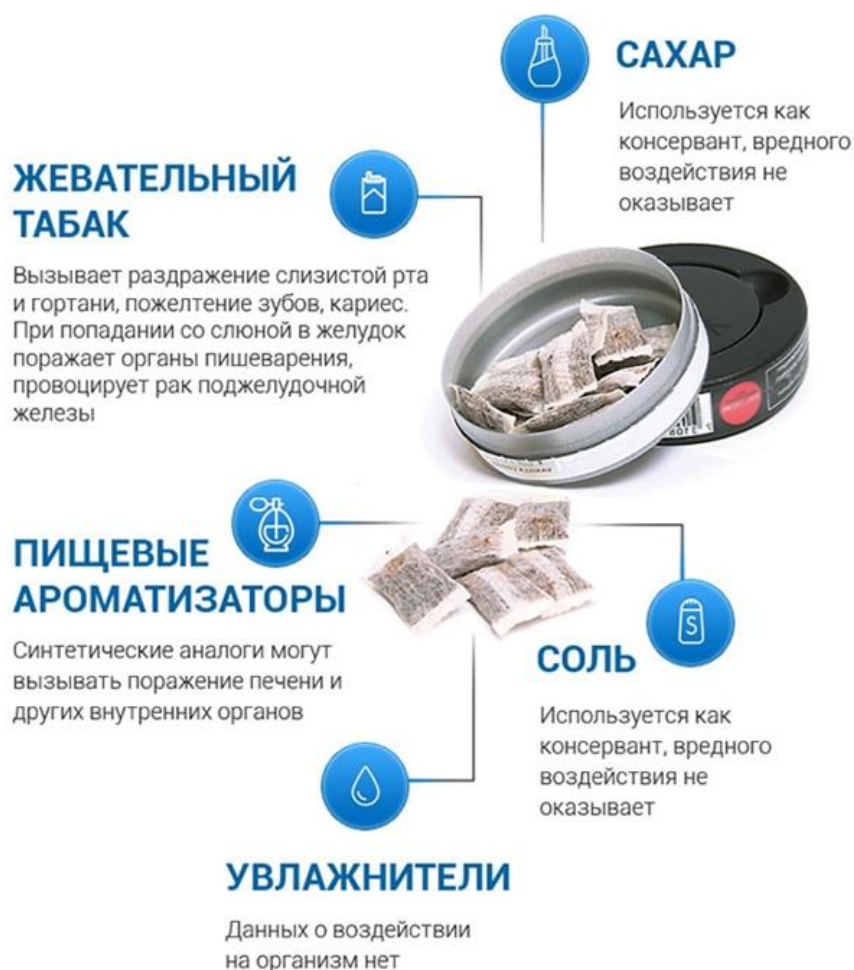 САХАР
Используется как
консервант, вредного
воздействия не
оказывает
ЖЕВАТЕЛЬНЫЙ
ТАБАК
Вызывает раздражение слизистой рта
и гортани, пожелтение зубов, кариес.
При попадании со слюной в желудок
поражает органы пищеварения,
провоцирует рак поджелудочной
железы
ПИЩЕВЫЕ
АРОМАТИЗАТОРЫ
Синтетические аналоги могут
вызывать поражение печени и
других внутренних органов
S
СОЛЬ
Используется как
консервант, вредного
воздействия не
оказывает
УВЛАЖНИТЕЛИ
Данных о воздействии
на организм нет